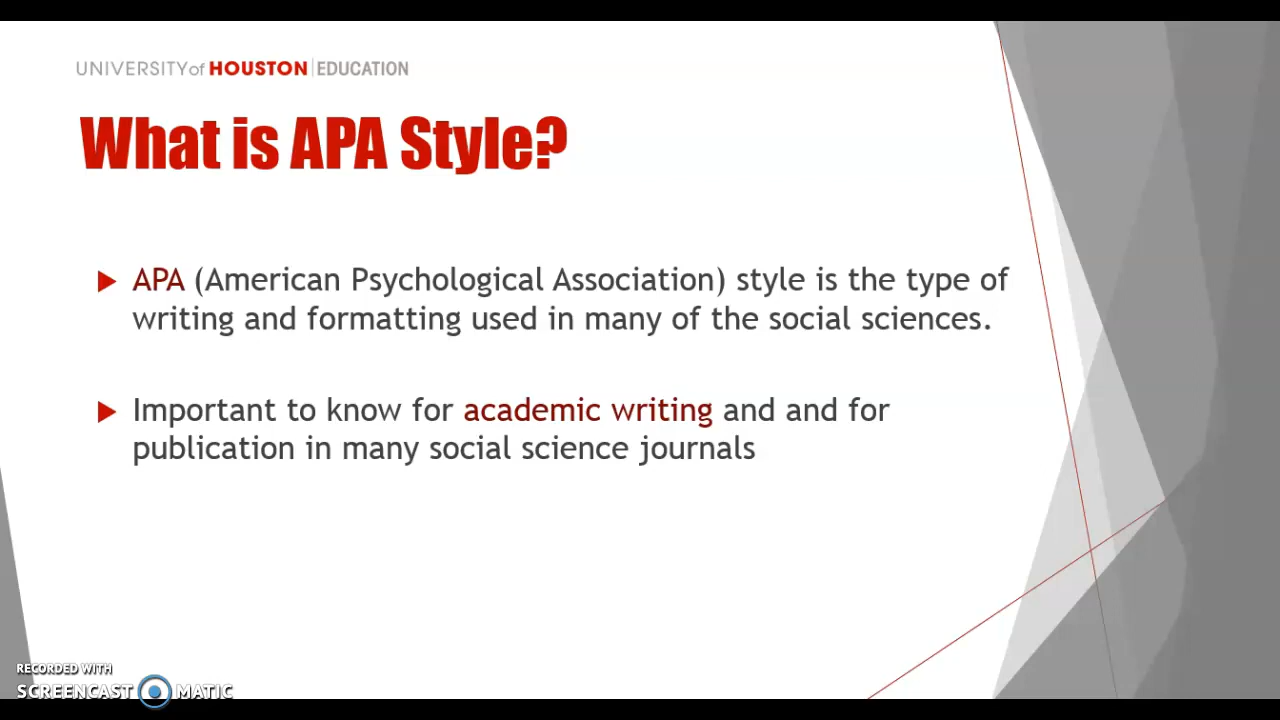 UNIVERSITYof HOUSTON | EDUCATION
What is APA Style?
APA (American Psychological Association) style is the type of
writing and formatting used in many of the social sciences.
Important to know for academic writing and and for
publication in many social science journals
RECORDED WITH
SCREENCAST MATIC